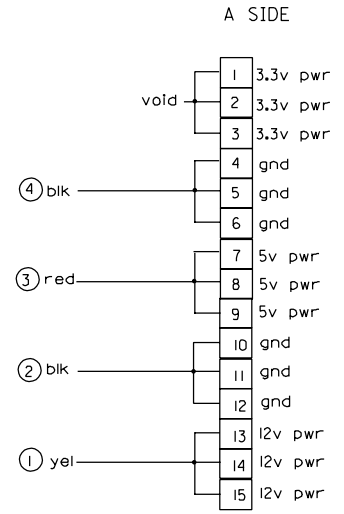 A SIDE
1 3.3v pwr
void 2 3.3v pwr
3 3.3v pwr
4 gnd
4 blk 5 gnd
6 gnd
7 5v pwr
3 red 8 5v pwr
9 5v pwr
10 gnd
2 blk 11 gnd
12 gnd
13 12v pwr
1 yel 14 12v pwr
15 12v pwr